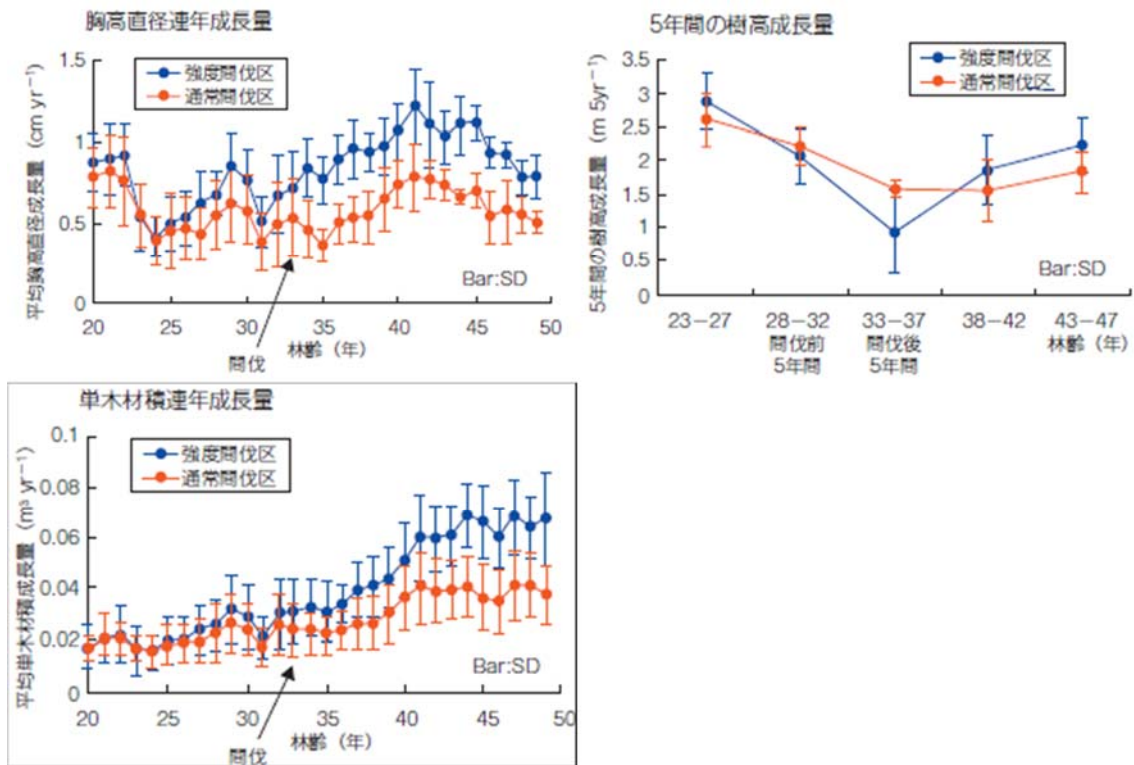 胸高直径連年成長量
平均胸高直径成長量 (cm yr⁻¹)
1.5
1
0.5
0
強度間伐区
通常間伐区
Bar:SD
20 25 30 35 40 45 50
林齢（年）
間伐
5年間の樹高成長量
5年間の樹高成長量 (m 5yr⁻¹)
3.5
3
2.5
2
1.5
1
0.5
0
強度間伐区
通常間伐区
Bar:SD
23－27 28－32 33－37 38－42 43－47
間伐前 間伐後 林齢（年）
5年間 5年間
単木材積連年成長量
平均単木材積成長量 (m³ yr⁻¹)
0.1
0.08
0.06
0.04
0.02
0
強度間伐区
通常間伐区
Bar:SD
20 25 30 35 40 45 50
林齢（年）
間伐